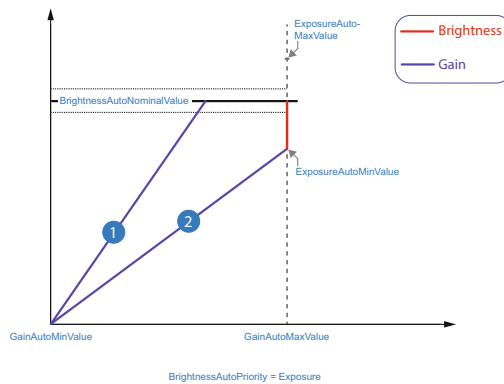 ExposureAuto-
MaxValue
Brightness
Gain
BrightnessAutoNominalValue
ExposureAutoMinValue
1
2
GainAutoMinValue
GainAutoMaxValue
BrightnessAutoPriority = Exposure